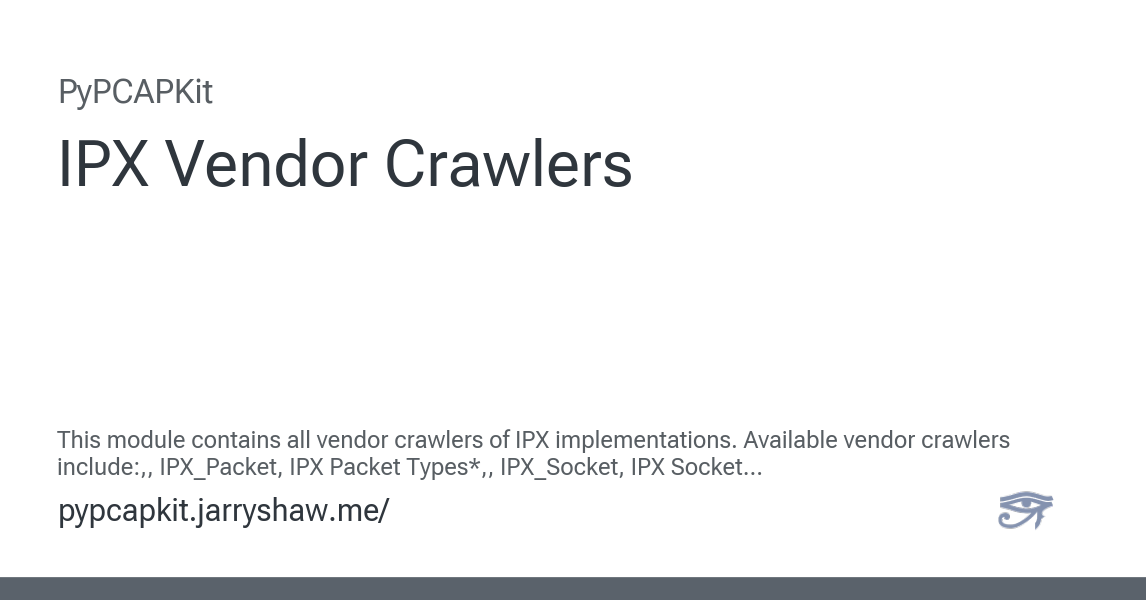 PyPCAPKit
IPX Vendor Crawlers
This module contains all vendor crawlers of IPX implementations. Available vendor crawlers
include:,, IPX_Packet, IPX Packet Types*,, IPX_Socket, IPX Socket...
pypcapkit.jarryshaw.me/